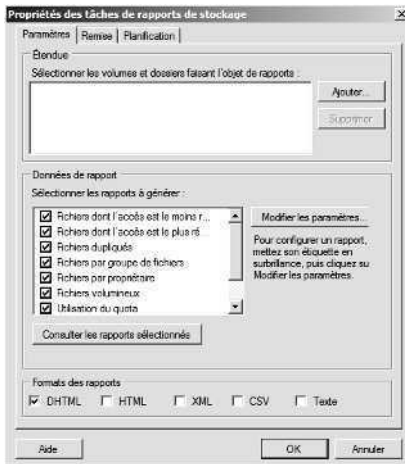 Propriétés des tâches de rapports de stockage
Paramètres Remise Planification
Étendue
Sélectionner les volumes et dossiers faisant l'objet de rapports :
Ajouter...
Supprimer
Données de rapport
Sélectionner les rapports à générer :
Fichiers dont l'accès est le moins r...
Fichiers dont l'accès est le plus ré
Fichiers dupliqués
Fichiers par groupe de fichiers
Fichiers par propriétaire
Fichiers volumineux
Utilisation du quota
Modifier les paramètres...
Pour configurer un rapport,
mettez son étiquette en
surbrillance, puis cliquez su
Modifier les paramètres.
Consulter les rapports sélectionnés
Formats des rapports
DHTML HTML XML CSV Texte
Aide OK Annuler